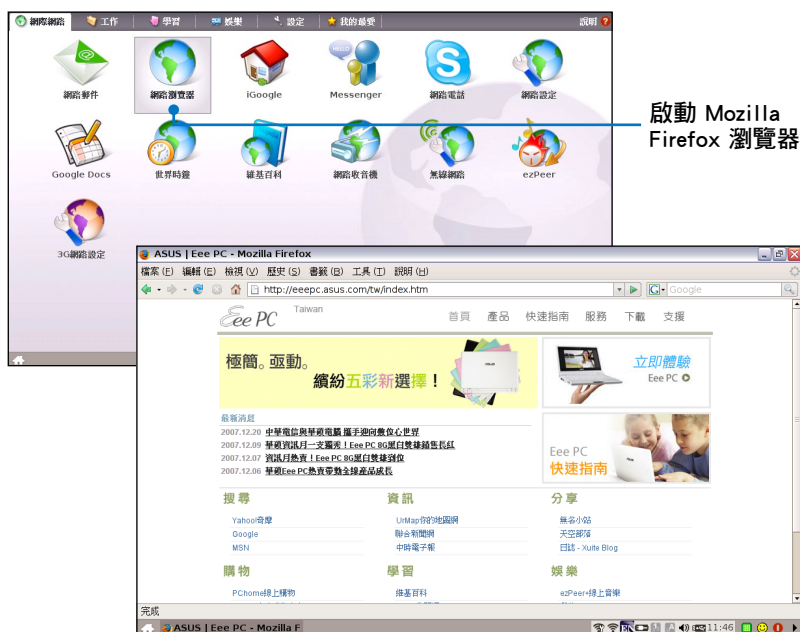 網際網路 工作 學習 娛樂 設定 我的最愛 說明
網路郵件 網路瀏覽器 iGoogle Messenger 網路電話 網路設定
HELLO
啟動 Mozilla
Firefox 瀏覽器
Google Docs 世界時鐘 維基百科 網路收音機 無線網路 ezPeer
3G網路設定
ASUS | Eee PC - Mozilla Firefox
檔案(F) 編輯(E) 檢視(V) 歷史(S) 書籤(B) 工具(T) 說明(H)
http://eeepc.asus.com/tw/index.htm G Google
Eee PC Taiwan 首頁 產品 快速指南 服務 下載 支援
極簡。亟動。
繽紛五彩新選擇!
立即體驗
Eee PC
最新消息
2007.12.20 中華電信與華碩電腦 攜手迎向數位心世界
2007.12.09 華碩資訊月一支獨秀!Eee PC 8G黑白雙雄銷售長紅
2007.12.07 資訊月熱賣!Eee PC 8G黑白雙雄到位
2007.12.06 華碩Eee PC熱賣帶動全線產品成長
Eee PC
快速指南
搜尋 資訊 分享
Yahoo!奇摩 UrMap你的地圖網 無名小站
Google 聯合新聞網 天空部落
MSN 中時電子報 日誌 - Xuite Blog
購物 學習 娛樂
PChome線上購物 維基百科 ezPeer+線上音樂
完成
ASUS | Eee PC - Mozilla F 11:46